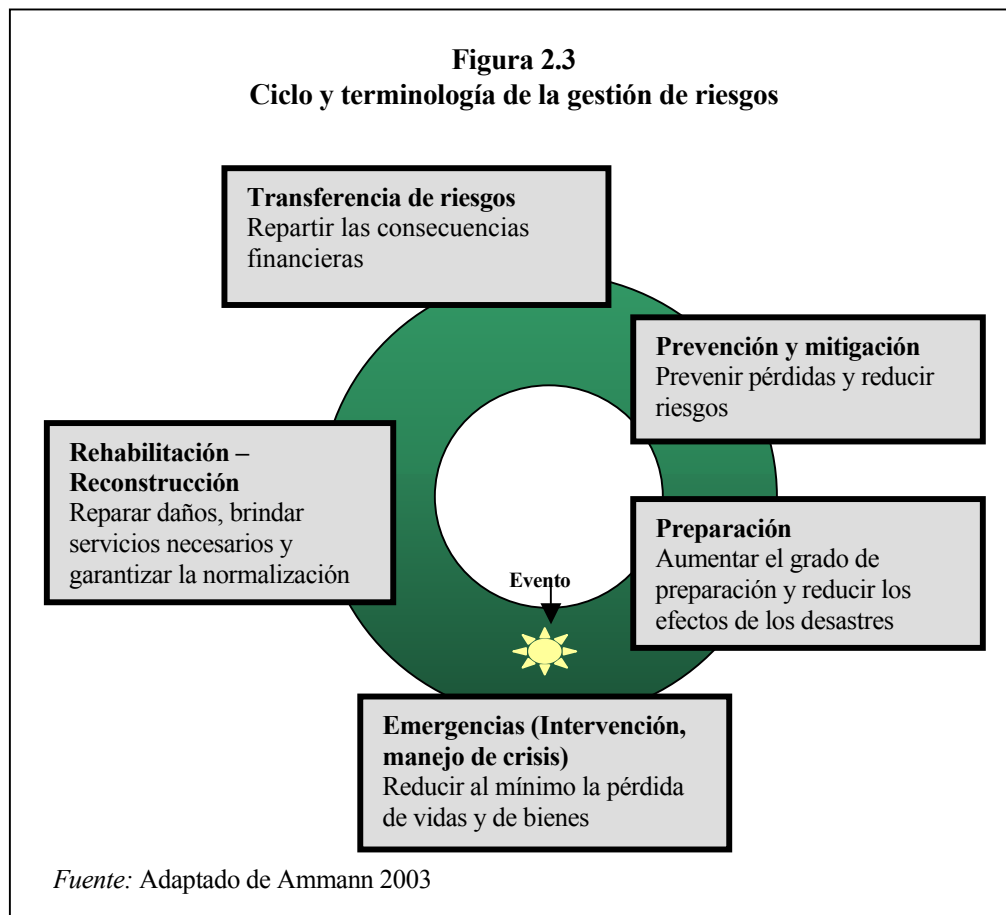 Figura 2.3
Ciclo y terminología de la gestión de riesgos
Transferencia de riesgos
Repartir las consecuencias
financieras
Prevención y mitigación
Prevenir pérdidas y reducir
riesgos
Rehabilitación –
Reconstrucción
Reparar daños, brindar
servicios necesarios y
garantizar la normalización
Preparación
Aumentar el grado de
preparación y reducir los
efectos de los desastres
Evento
Emergencias (Intervención,
manejo de crisis)
Reducir al mínimo la pérdida
de vidas y de bienes
Fuente: Adaptado de Ammann 2003